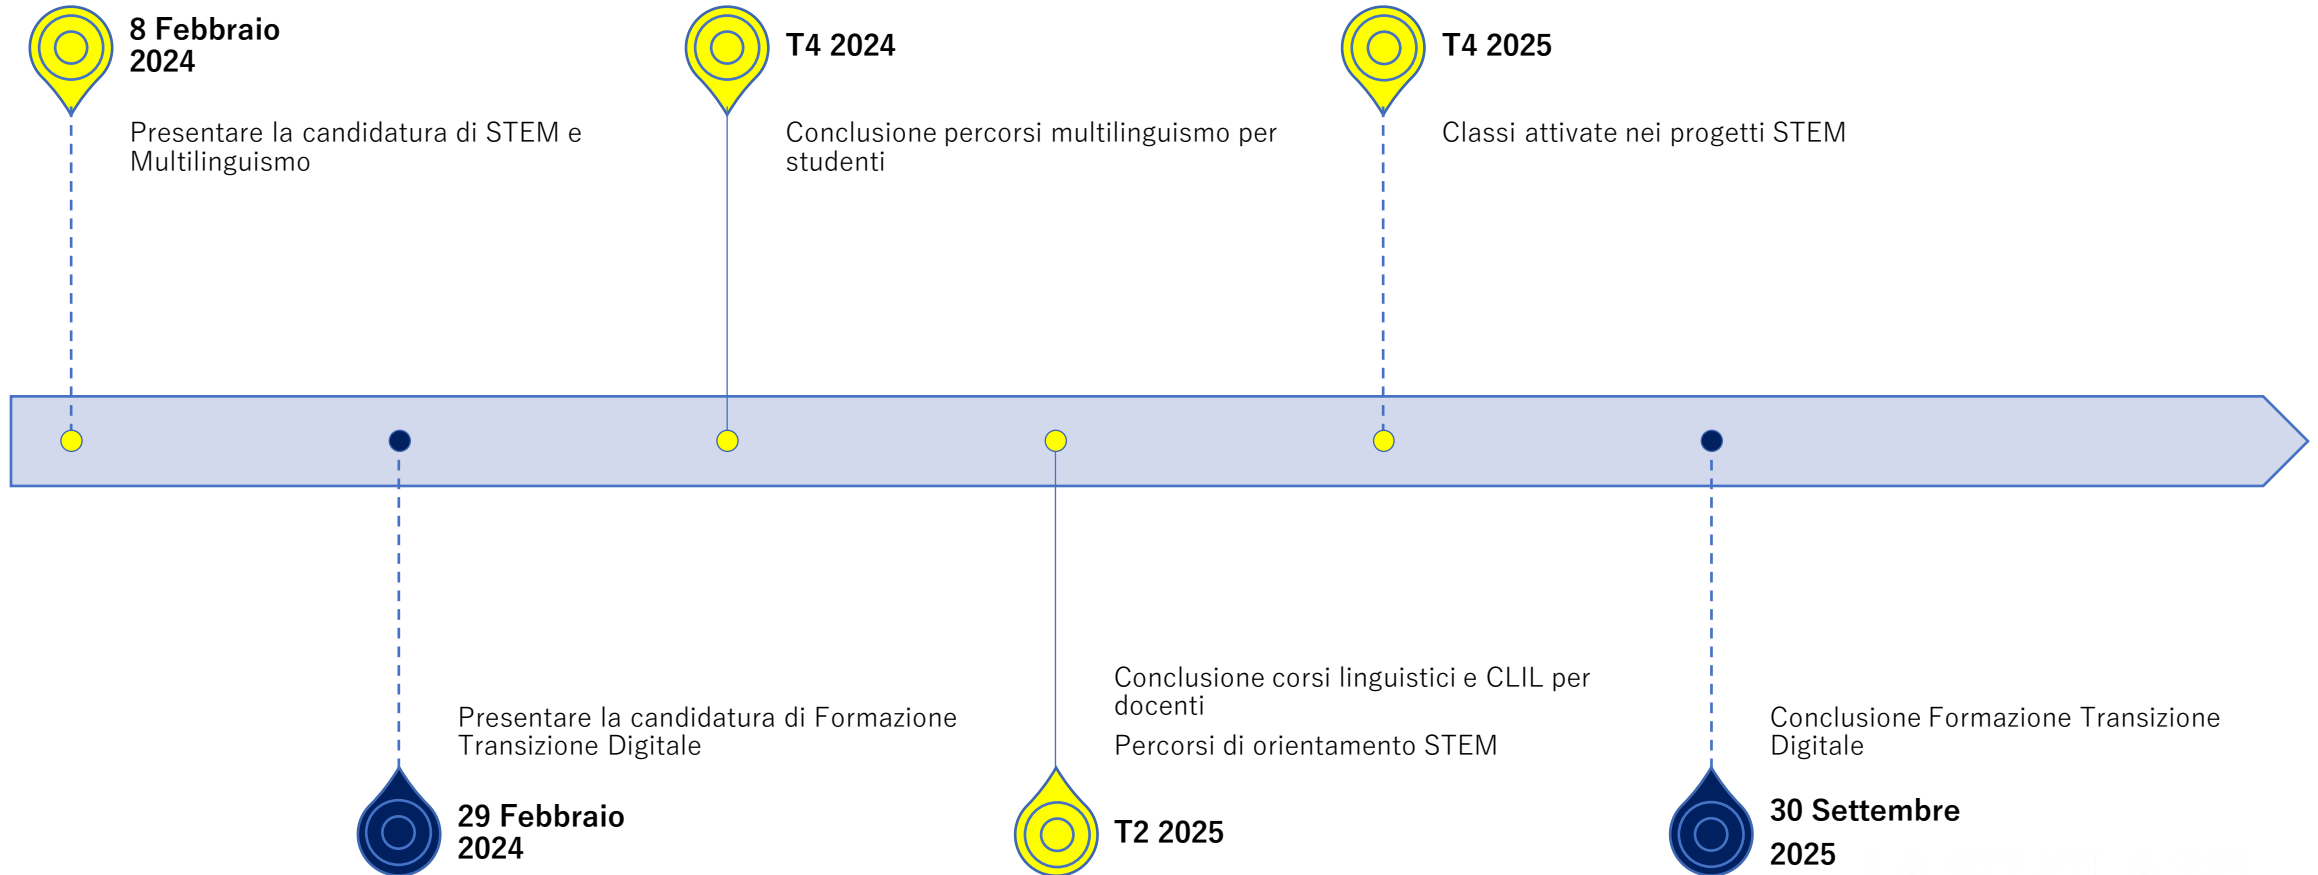 8 Febbraio
2024
Presentare la candidatura di STEM e
Multilinguismo
T4 2024
Conclusione percorsi multilinguismo per
studenti
T4 2025
Classi attivate nei progetti STEM
Presentare la candidatura di Formazione
Transizione Digitale
29 Febbraio
2024
Conclusione corsi linguistici e CLIL per
docenti
Percorsi di orientamento STEM
T2 2025
Conclusione Formazione Transizione
Digitale
30 Settembre
2025